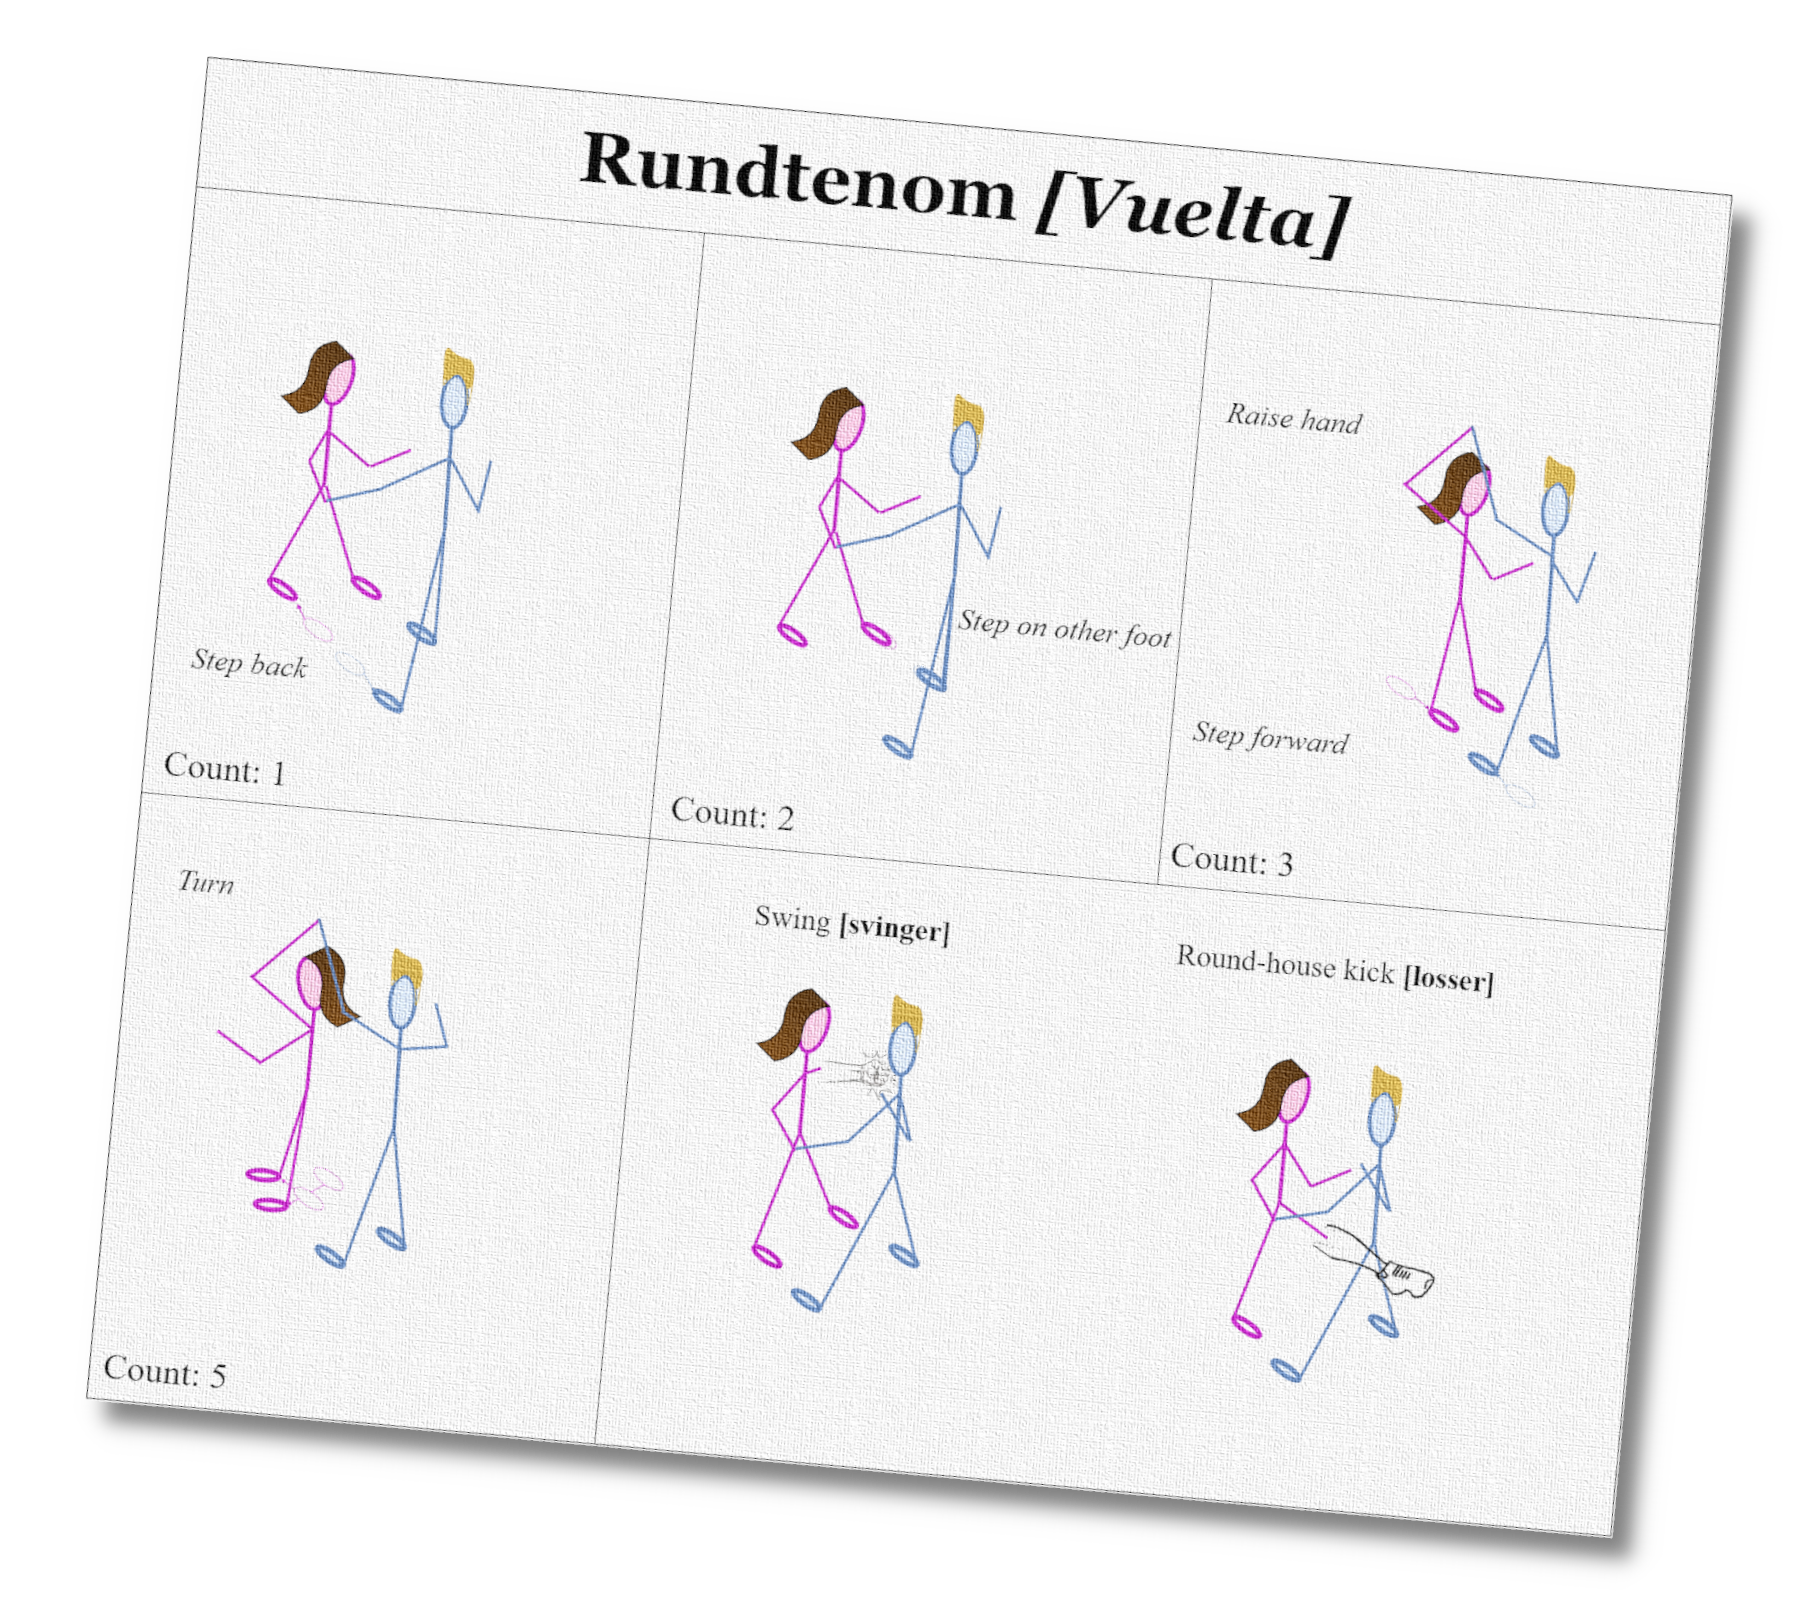 Rundtenom [Vuelta]
Step back
Count: 1
Step on other foot
Count: 2
Raise hand
Step forward
Count: 3
Turn
Count: 5
Swing [svinger]
Round-house kick [losser]